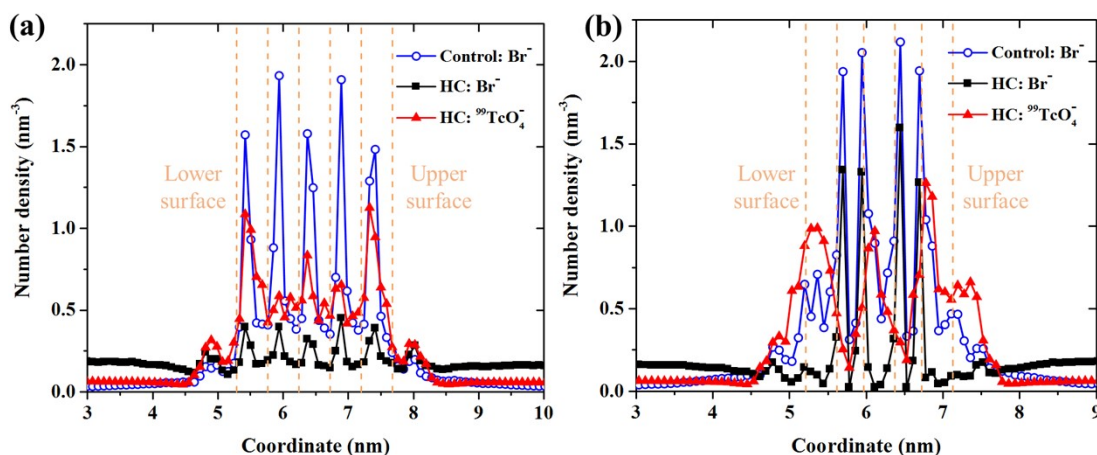 (a)
Control: Br⁻
HC: Br⁻
HC: ⁹⁹TcO₄⁻
Lower
surface
Upper
surface
Number density (nm⁻³)
2.0
1.5
1.0
0.5
0.0
3 4 5 6 7 8 9 10
Coordinate (nm)
(b)
Control: Br⁻
HC: Br⁻
HC: ⁹⁹TcO₄⁻
Lower
surface
Upper
surface
Number density (nm⁻³)
2.0
1.5
1.0
0.5
0.0
3 4 5 6 7 8 9
Coordinate (nm)